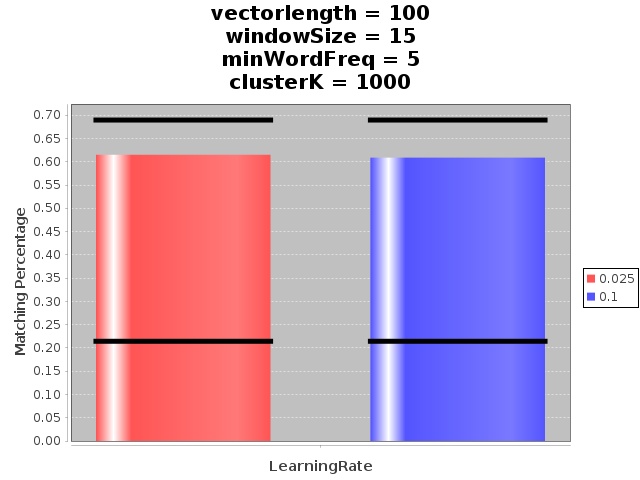 vectorlength = 100
windowSize = 15
minWordFreq = 5
clusterK = 1000
Matching Percentage
0.70
0.65
0.60
0.55
0.50
0.45
0.40
0.35
0.30
0.25
0.20
0.15
0.10
0.05
0.00
LearningRate
0.025
0.1